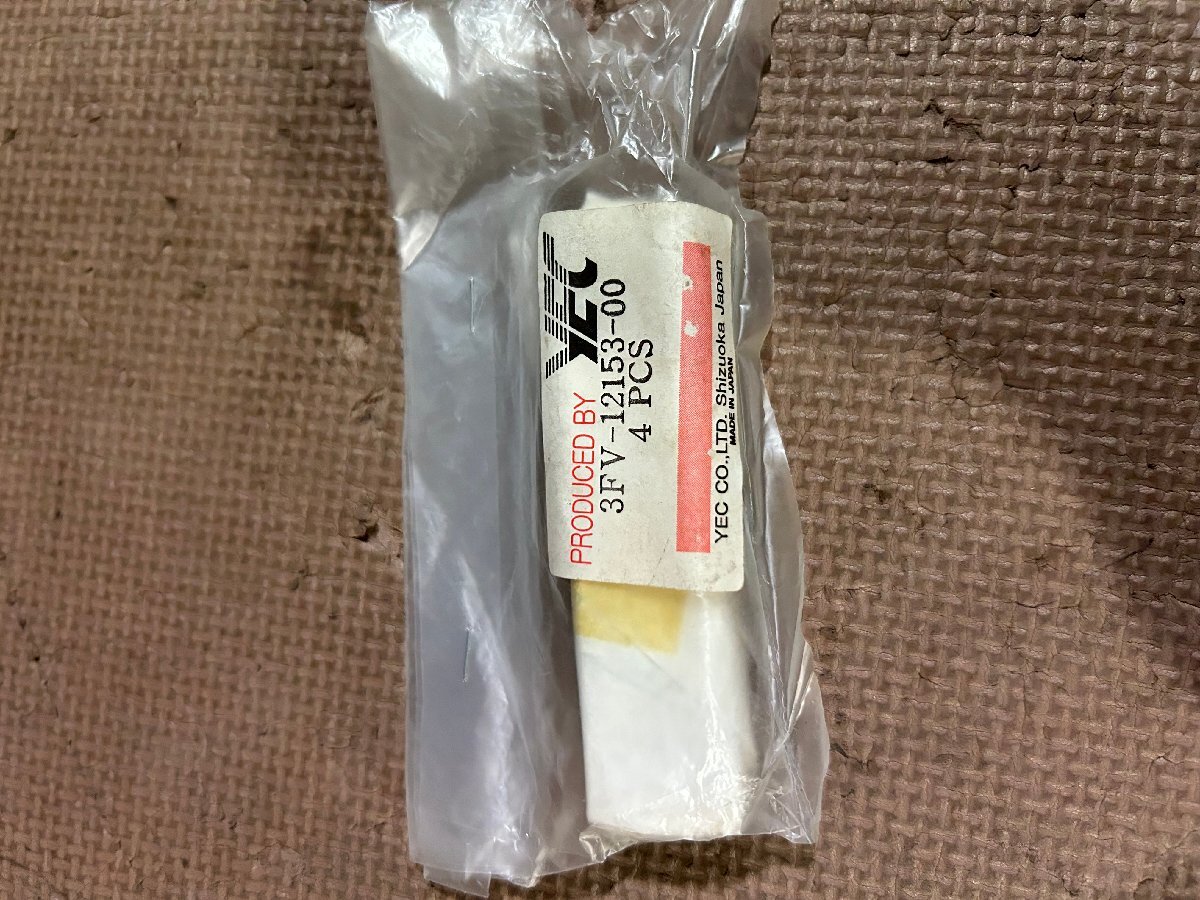 PRODUCED BY YEC
3FV-12153-00
4 PCS
YEC CO.,LTD. Shizuoka Japan
MADE IN JAPAN